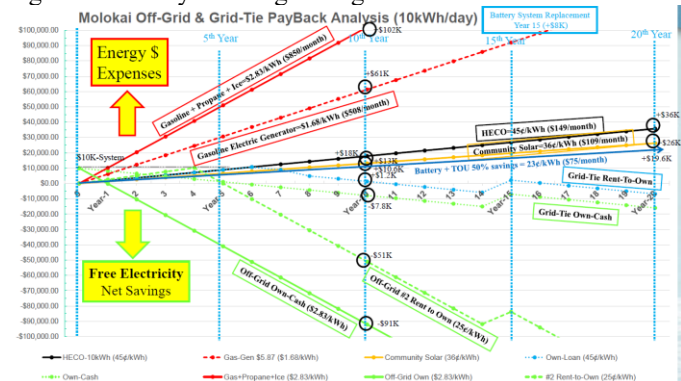 Molokai Off-Grid & Grid-Tie PayBack Analysis (10kWh/day)
Battery System Replacement
Year 15 (+$8K)
5th Year
10th Year
15th Year
20th Year
$100,000.00
$90,000.00
$80,000.00
$70,000.00
$60,000.00
$50,000.00
$40,000.00
$30,000.00
$20,000.00
$10,000.00
$0.00
-$10,000.00
-$20,000.00
-$30,000.00
-$40,000.00
-$50,000.00
-$60,000.00
-$70,000.00
-$80,000.00
-$90,000.00
-$100,000.00
Energy $
Expenses
Gasoline + Propane + Ice=$2.83/kWh ($850/month)
Gasoline Electric Generator=$1.68/kWh ($508/month)
+$102K
+$61K
+$18K
+$13K
+$10.6K
+$1.2K
-$7.8K
-$51K
-$91K
$10K-System
HECO=45¢/kWh ($149/month)
Community Solar=36¢/kWh ($109/month)
Battery + TOU 50% savings = 23¢/kWh ($75/month)
+$36K
+$26K
+$19.6K
Grid-Tie Rent-To-Own
Grid-Tie Own-Cash
0
Year-1
2
3
4
Year-5
6
7
8
9
11
12
13
14
Year-15
16
17
18
19
Year-20
Free Electricity
Net Savings
Off-Grid Own-Cash ($2.83/kWh)
Off-Grid #2 Rent to Own (25¢/kWh)
HECO-10kWh (45¢/kWh)
Gas-Gen $5.87 ($1.68/kWh)
Community Solar (36¢/kWh)
Own-Loan (45¢/kWh)
Own-Cash
Gas+Propane+Ice ($2.83/kWh)
Off-Grid Own ($2.83/kWh)
#2 Rent-to-Own (25¢/kWh)